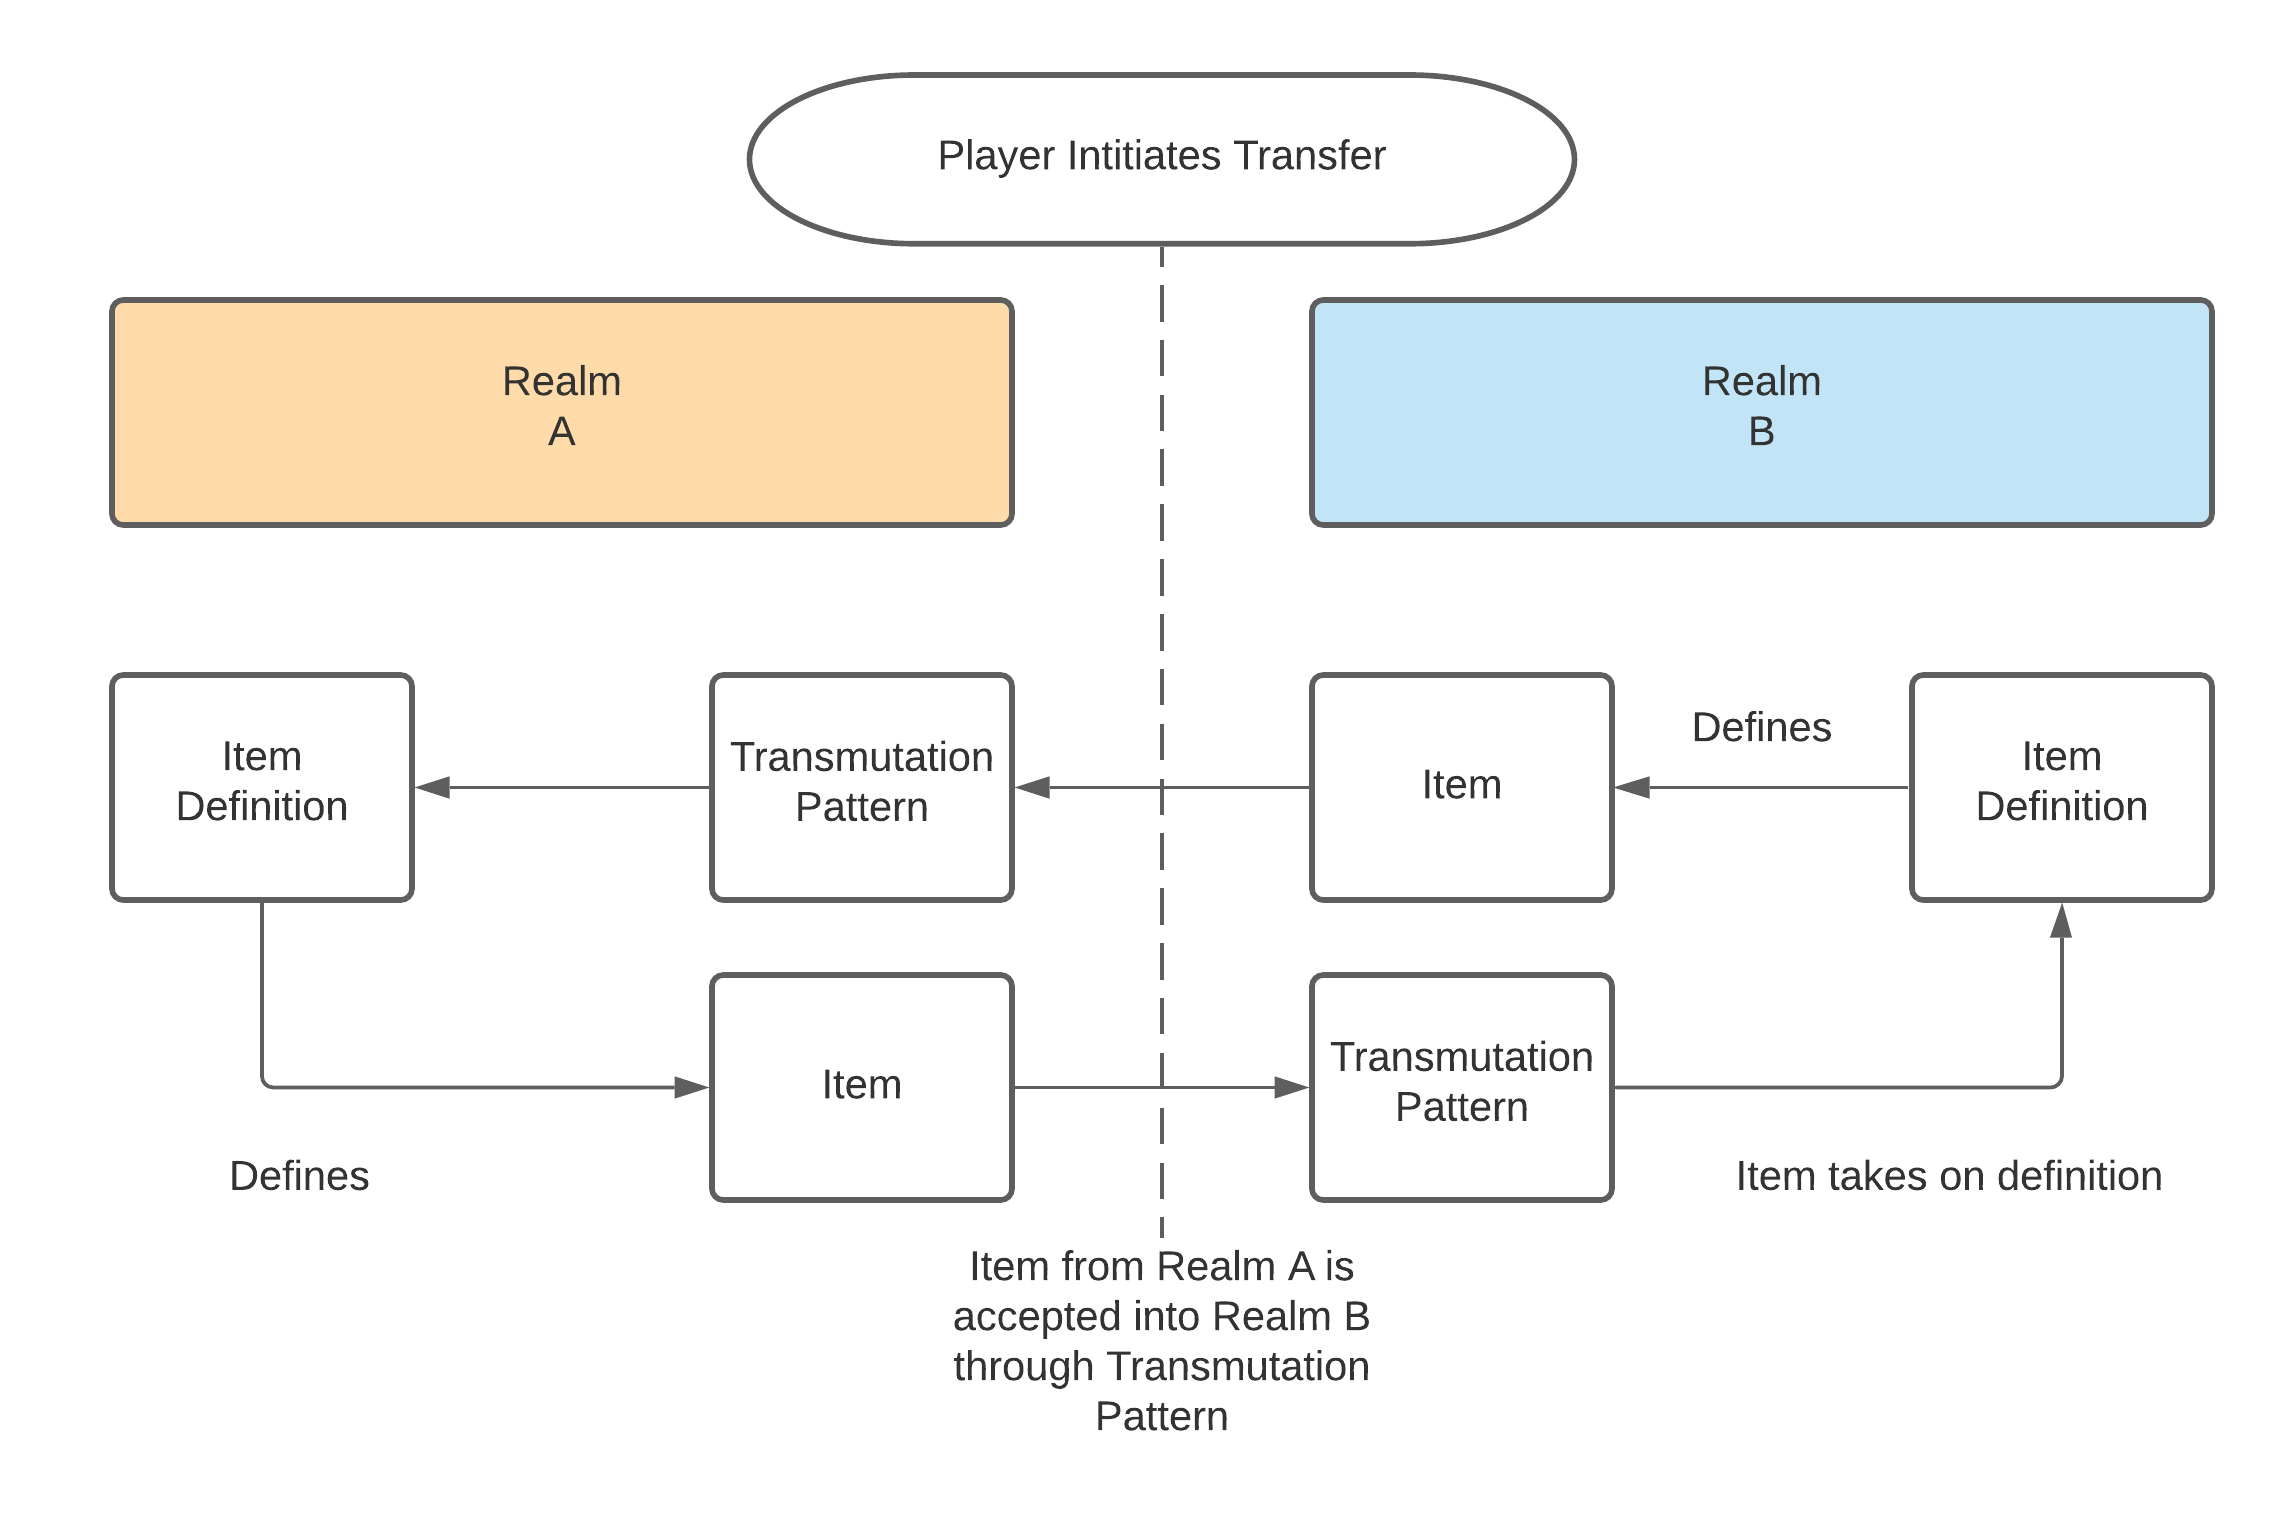 Player Intitiates Transfer
Realm
A
Realm
B
Item
Definition
Transmutation
Pattern
Item
Defines
Item
Definition
Item
Transmutation
Pattern
Defines
Item takes on definition
Item from Realm A is
accepted into Realm B
through Transmutation
Pattern